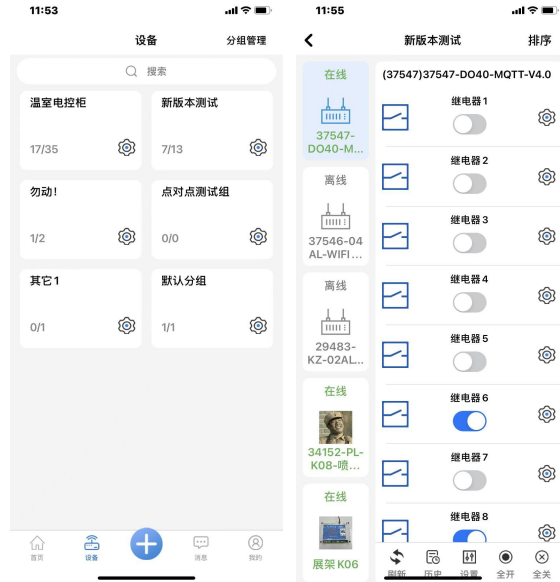 11:53
设备
分组管理
搜索
温室电控柜
17/35
新版本测试
7/13
勿动！
1/2
点对点测试组
0/0
其它1
0/1
默认分组
1/1
首页
设备
消息
我的
11:55
新版本测试
排序
在线
37547-
DO40-M...
离线
37546-04
AL-WIFI...
离线
29483-
KZ-02AL...
在线
34152-PL-
K08-喷...
在线
展架K06
(37547)37547-DO40-MQTT-V4.0
继电器1
继电器2
继电器3
继电器4
继电器5
继电器6
继电器7
继电器8
刷新
历史
设置
全开
全关